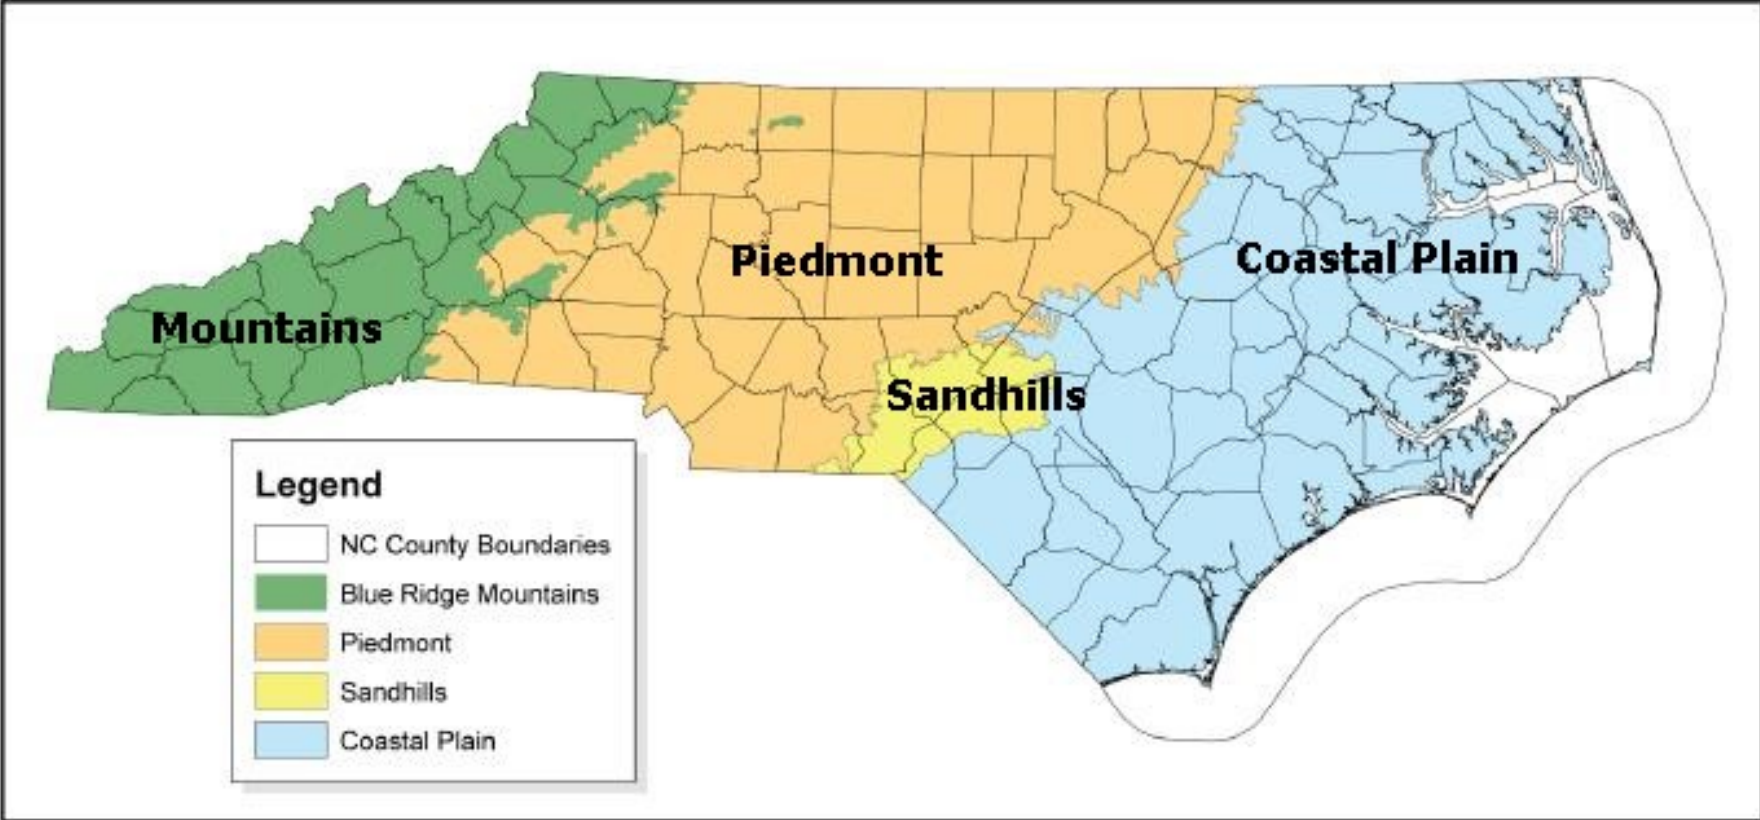 Piedmont
Coastal Plain
Mountains
Sandhills
Legend
NC County Boundaries
Blue Ridge Mountains
Piedmont
Sandhills
Coastal Plain